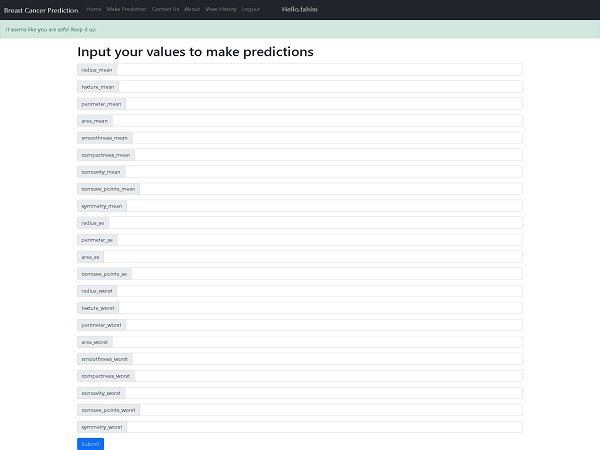 Breast Cancer Prediction Home Make Prediction Contact Us About View History Logout Hello,fahim
It seems like you are safe! Keep it up
Input your values to make predictions
radius_mean
texture_mean
perimeter_mean
area_mean
smoothness_mean
compactness_mean
concavity_mean
concave_points_mean
symmetry_mean
radius_se
perimeter_se
area_se
concave_points_se
radius_worst
texture_worst
perimeter_worst
area_worst
smoothness_worst
compactness_worst
concavity_worst
concave_points_worst
symmetry_worst
Submit